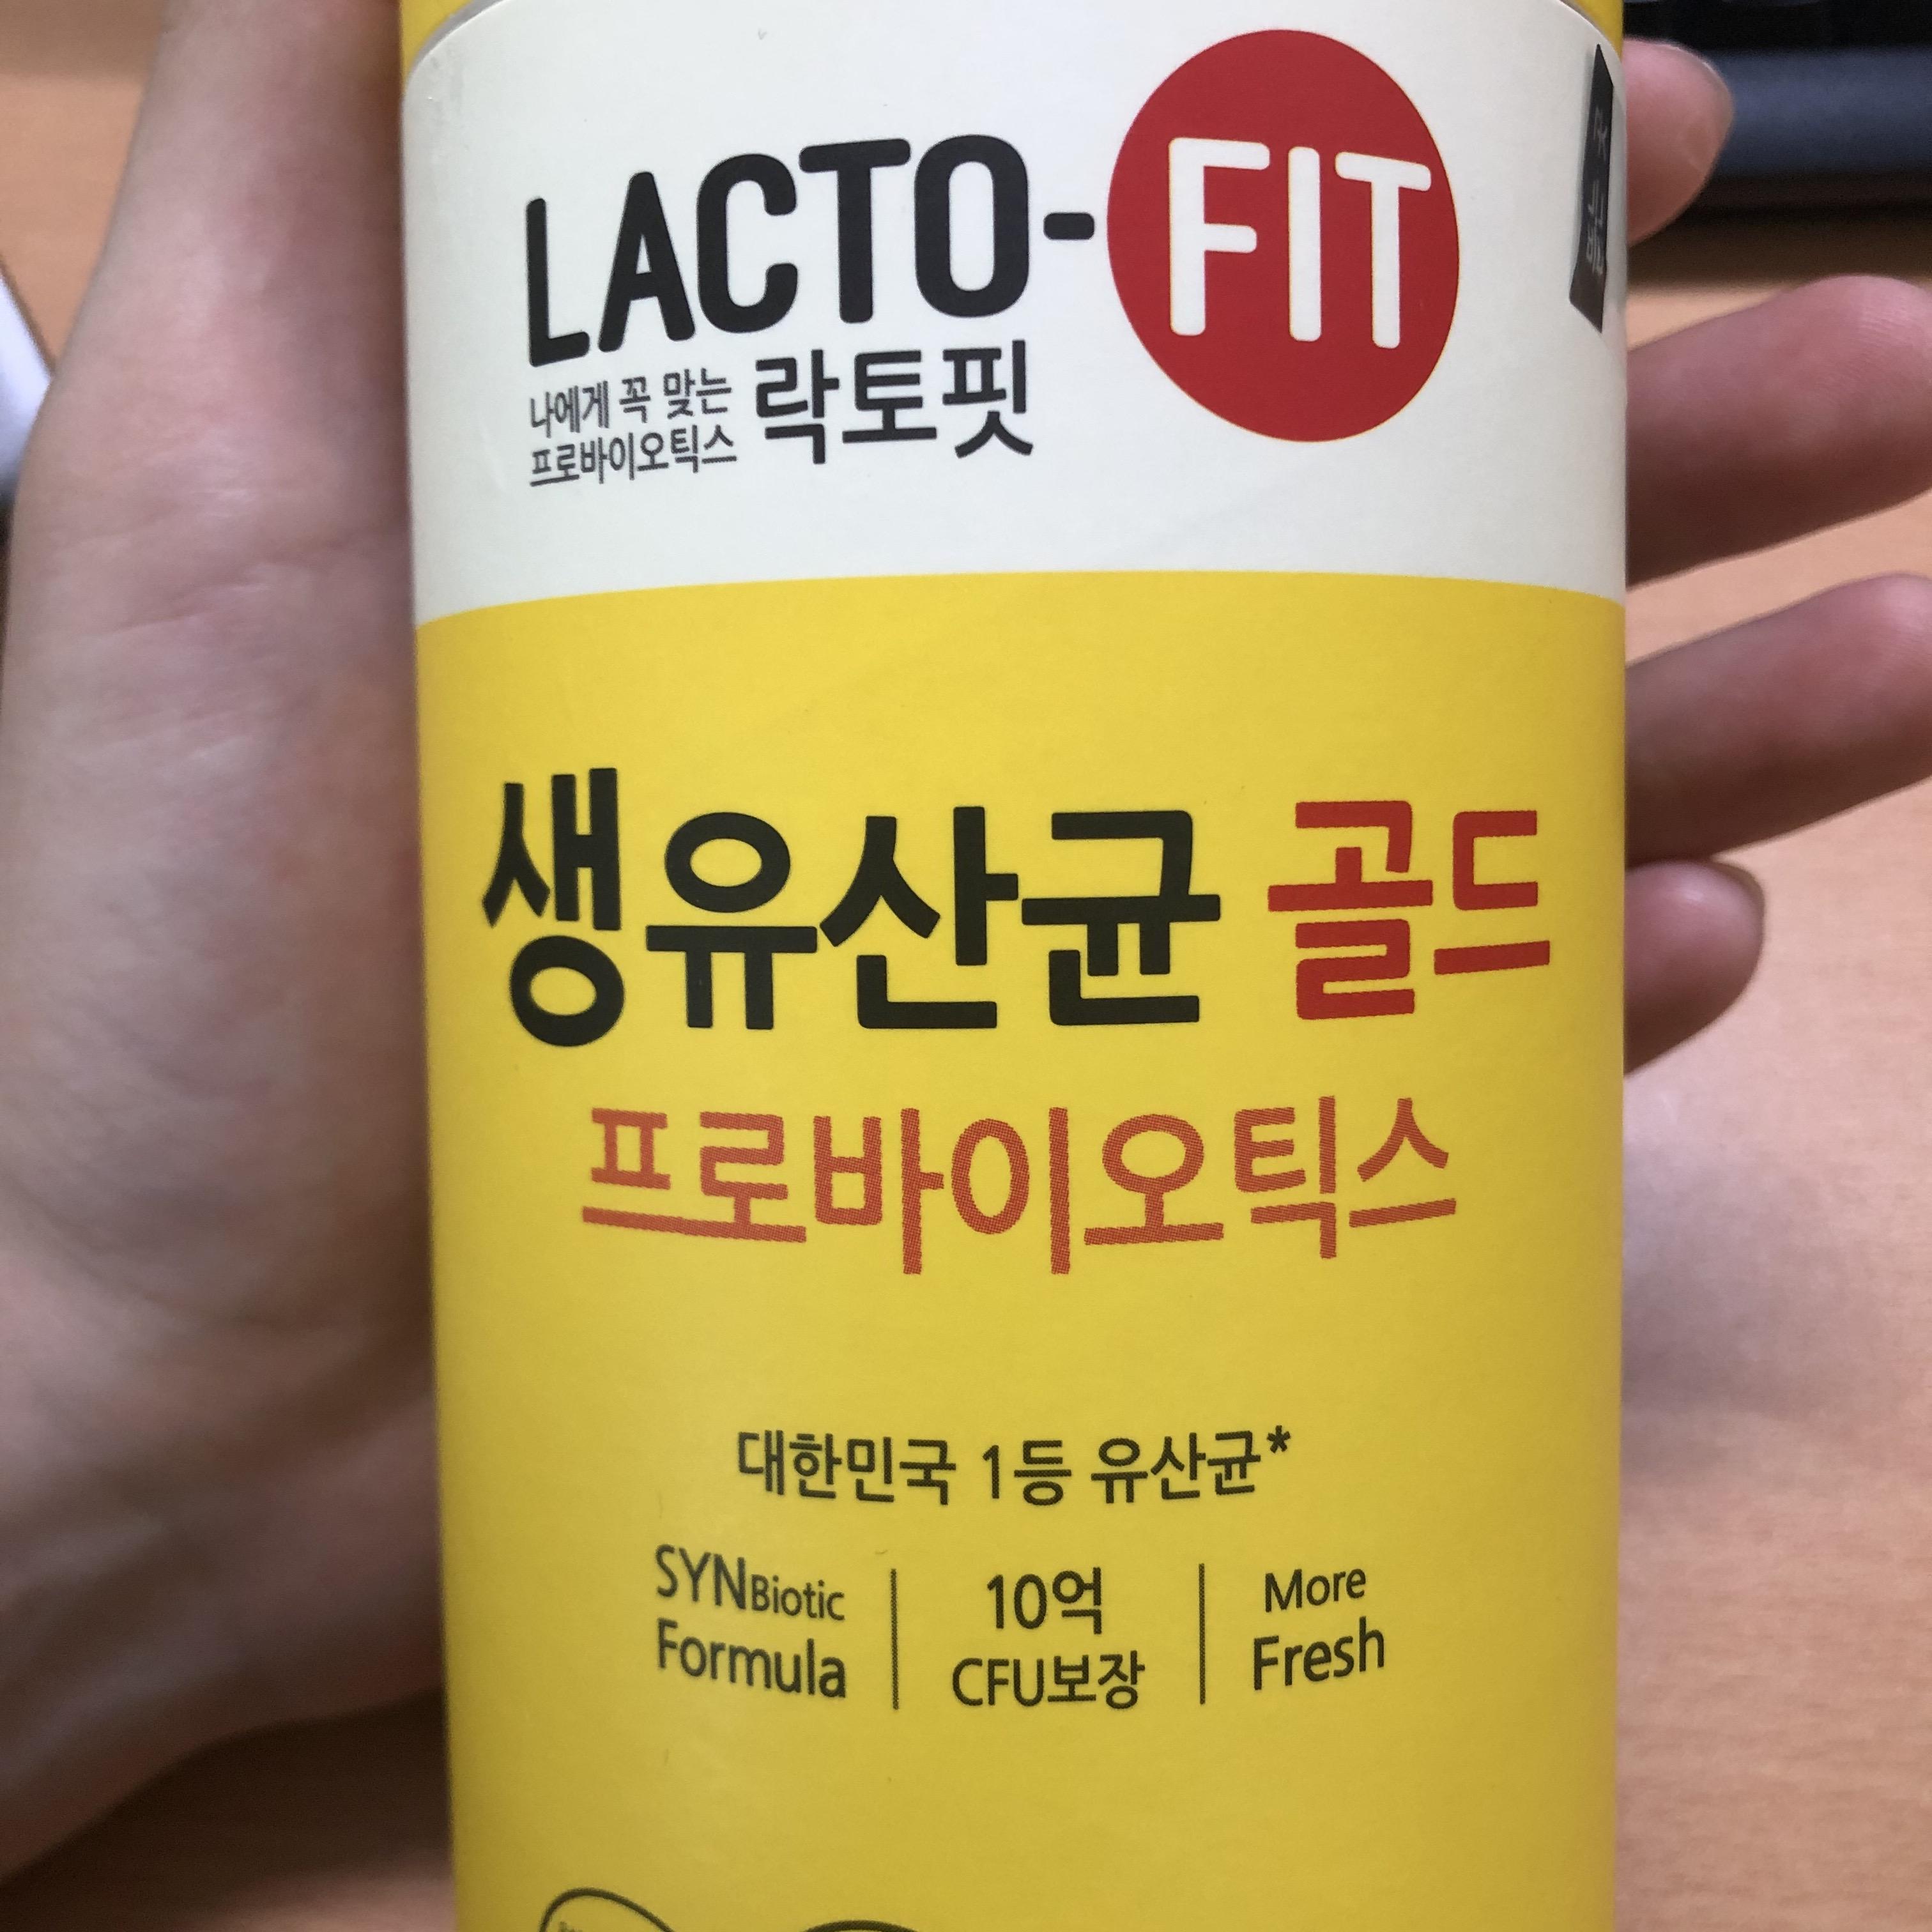 LACTO-FIT
나에게 꼭 맞는
프로바이오틱스
락토핏
생유산균 골드
프로바이오틱스
대한민국 1등 유산균*
SYNBiotic
Formula
10억
CFU보장
More
Fresh